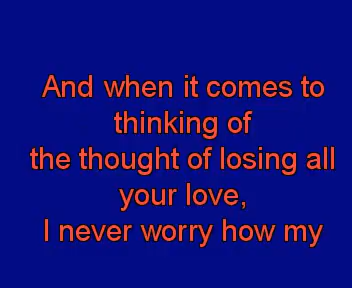 And when it comes to
thinking of
the thought of losing all
your love,
I never worry how my